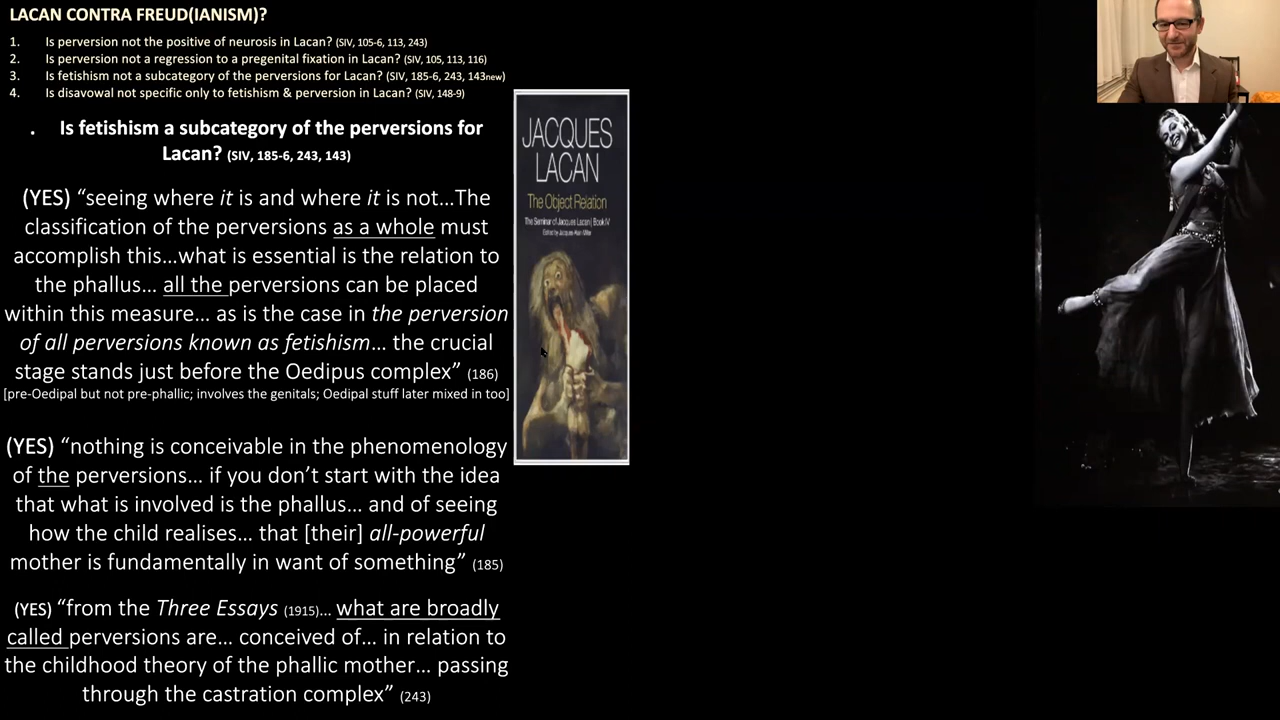 LACAN CONTRA FREUD(IANISM)?
1. Is perversion not the positive of neurosis in Lacan? (SIV, 105-6, 113, 243)
2. Is perversion not a regression to a pregenital fixation in Lacan? (SIV, 105, 113, 116)
3. Is fetishism not a subcategory of the perversions for Lacan? (SIV, 185-6, 243, 143new)
4. Is disavowal not specific only to fetishism & perversion in Lacan? (SIV, 148-9)
. Is fetishism a subcategory of the perversions for
Lacan? (SIV, 185-6, 243, 143)
(YES) “seeing where it is and where it is not...The
classification of the perversions as a whole must
accomplish this...what is essential is the relation to
the phallus... all the perversions can be placed
within this measure... as is the case in the perversion
of all perversions known as fetishism... the crucial
stage stands just before the Oedipus complex” (186)
[pre-Oedipal but not pre-phallic; involves the genitals; Oedipal stuff later mixed in too]
(YES) “nothing is conceivable in the phenomenology
of the perversions... if you don’t start with the idea
that what is involved is the phallus... and of seeing
how the child realises... that [their] all-powerful
mother is fundamentally in want of something” (185)
(YES) “from the Three Essays (1915)... what are broadly
called perversions are... conceived of... in relation to
the childhood theory of the phallic mother... passing
through the castration complex” (243)
JACQUES
LACAN
The Object Relation
The Seminar of Jacques Lacan | Book IV
Edited by Jacques-Alain Miller